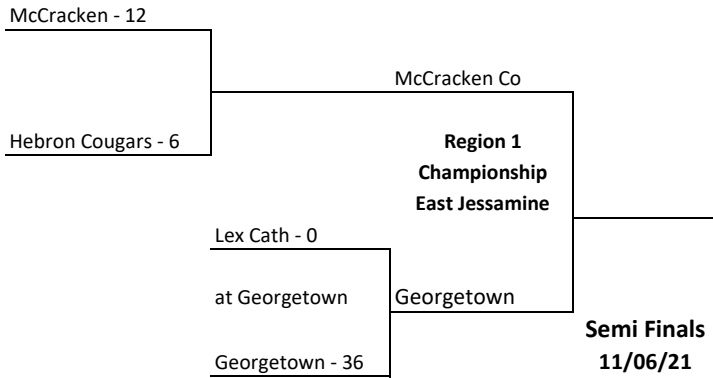 McCracken - 12
McCracken Co
Hebron Cougars - 6
Region 1
Championship
East Jessamine
Lex Cath - 0
at Georgetown
Georgetown
Semi Finals
Georgetown - 36
11/06/21